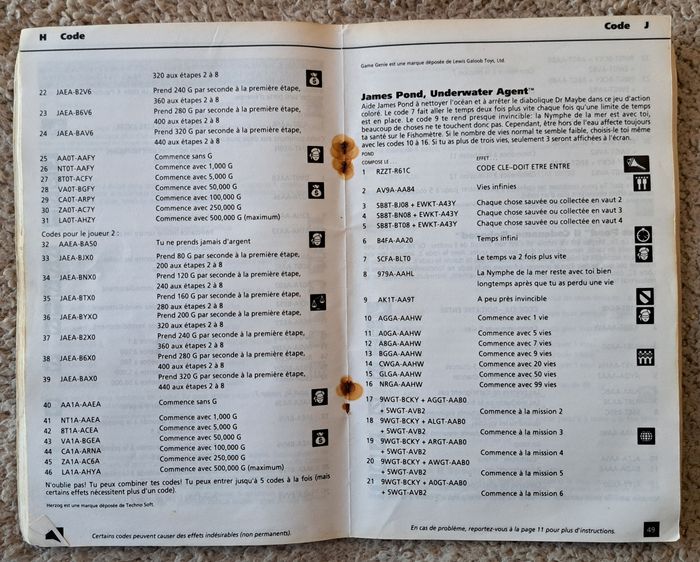 H Code
320 aux étapes 2 à 8
22 JAEA-B2V6 Prend 240 G par seconde à la première étape,
360 aux étapes 2 à 8
23 JAEA-B6V6 Prend 280 G par seconde à la première étape,
400 aux étapes 2 à 8
24 JAEA-BAV6 Prend 320 G par seconde à la première étape,
440 aux étapes 2 à 8
25 AA0T-AAFY Commence sans G
26 NT0T-AAFY Commence avec 1,000 G
27 8T0T-ACFY Commence avec 5,000 G
28 VA0T-BGFY Commence avec 50,000 G
29 CA0T-ARPY Commence avec 100,000 G
30 ZA0T-AC7Y Commence avec 250,000 G
31 LA0T-AHZY Commence avec 500,000 G (maximum)
Codes pour le joueur 2 :
32 AAEA-BA50 Tu ne prends jamais d'argent
33 JAEA-BJX0 Prend 80 G par seconde à la première étape,
200 aux étapes 2 à 8
34 JAEA-BNX0 Prend 120 G par seconde à la première étape,
240 aux étapes 2 à 8
35 JAEA-BTX0 Prend 160 G par seconde à la première étape,
280 aux étapes 2 à 8
36 JAEA-BYXO Prend 200 G par seconde à la première étape,
320 aux étapes 2 à 8
37 JAEA-B2X0 Prend 240 G par seconde à la première étape,
360 aux étapes 2 à 8
38 JAEA-B6X0 Prend 280 G par seconde à la première étape,
400 aux étapes 2 à 8
39 JAEA-BAX0 Prend 320 G par seconde à la première étape,
440 aux étapes 2 à 8
40 AA1A-AAEA Commence sans G
41 NT1A-AAEA Commence avec 1,000 G
42 8T1A-ACEA Commence avec 5,000 G
43 VA1A-BGEA Commence avec 50,000 G
44 CA1A-ARNA Commence avec 100,000 G
45 ZA1A-AC6A Commence avec 250,000 G
46 LA1A-AHYA Commence avec 500,000 G (maximum)
N'oublie pas! Tu peux combiner tes codes! Tu peux entrer jusqu'à 5 codes à la fois (mais
certains effets nécessitent plus d'un code).
Herzog est une marque déposée de Techno Soft.
Certains codes peuvent causer des effets indésirables (non permanents).
Code J
Game Genie est une marque déposée de Lewis Galoob Toys, Ltd.
James Pond, Underwater Agent™
Aide James Pond à nettoyer l'océan et à arrêter le diabolique Dr Maybe dans ce jeu d'action
coloré. Le code 7 fait aller le temps deux fois plus vite chaque fois qu'une limite de temps
est en place. Le code 9 te rend presque invincible: la Nymphe de la mer est avec toi,
beaucoup de choses ne te touchent donc pas. Cependant, être hors de l'eau affecte toujours
ta santé sur le Fishomètre. Si le nombre de vies normal te semble faible, choisis-le toi même
avec les codes 10 à 16. Si tu as plus de trois vies, seulement 3 seront affichées à l'écran.
POND
COMPOSE LE . . . EFFET
1 RZZT-R61C CODE CLE–DOIT ETRE ENTRE
2 AV9A-AA84 Vies infinies
3 SB8T-BJ08 + EWKT-A43Y Chaque chose sauvée ou collectée en vaut 2
4 SB8T-BN08 + EWKT-A43Y Chaque chose sauvée ou collectée en vaut 3
5 SB8T-BT08 + EWKT-A43Y Chaque chose sauvée ou collectée en vaut 4
6 B4FA-AA20 Temps infini
7 SCFA-BLT0 Le temps va 2 fois plus vite
8 979A-AAHL La Nymphe de la mer reste avec toi bien
longtemps après que tu as perdu une vie
9 AK1T-AA9T A peu près invincible
10 AGGA-AAHW Commence avec 1 vie
11 A0GA-AAHW Commence avec 5 vies
12 A8GA-AAHW Commence avec 7 vies
13 BGGA-AAHW Commence avec 9 vies
14 CWGA-AAHW Commence avec 20 vies
15 GLGA-AAHW Commence avec 50 vies
16 NRGA-AAHW Commence avec 99 vies
17 9WGT-BCKY + AGGT-AAB0
+ 5WGT-AVB2 Commence à la mission 2
18 9WGT-BCKY + ALGT-AAB0
+ 5WGT-AVB2 Commence à la mission 3
19 9WGT-BCKY + ARGT-AAB0
+ 5WGT-AVB2 Commence à la mission 4
20 9WGT-BCKY + AWGT-AAB0
+ 5WGT-AVB2 Commence à la mission 5
21 9WGT-BCKY + A0GT-AAB0
+ 5WGT-AVB2 Commence à la mission 6
En cas de problème, reportez-vous à la page 11 pour plus d'instructions.
49